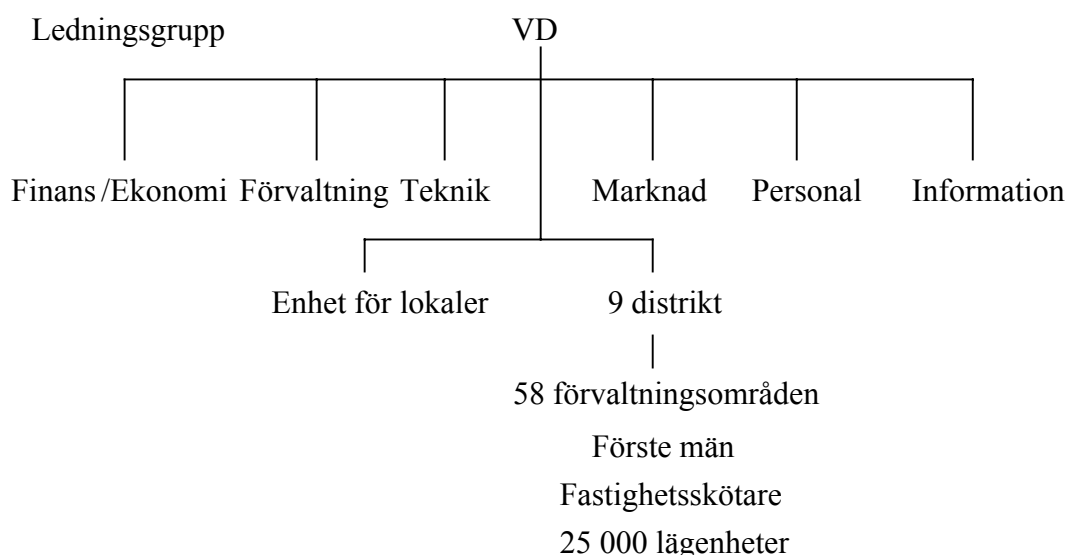 Ledningsgrupp VD
Finans /Ekonomi Förvaltning Teknik Marknad Personal Information
Enhet för lokaler 9 distrikt
58 förvaltningsområden
Förste män
Fastighetsskötare
25 000 lägenheter